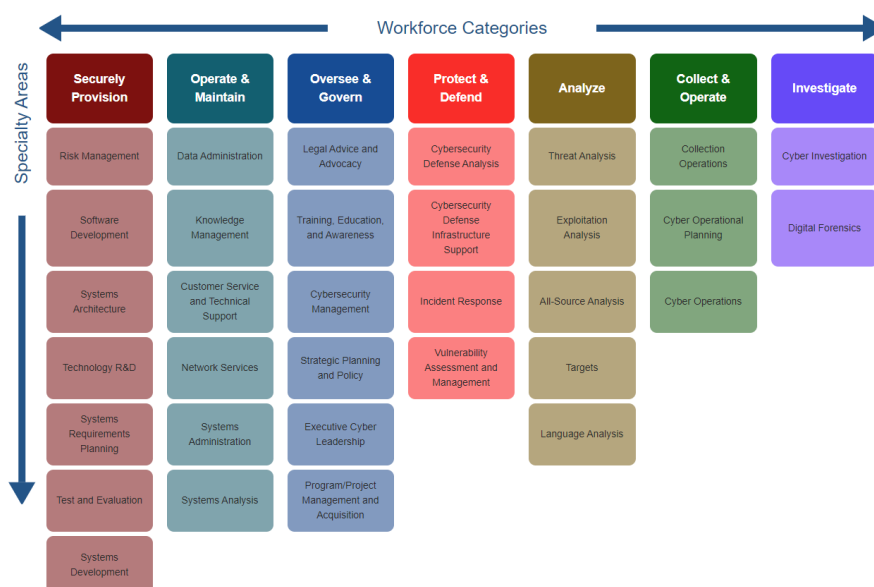 Workforce Categories
Specialty Areas
Securely
Provision
Risk Management
Software
Development
Systems
Architecture
Technology R&D
Systems
Requirements
Planning
Test and Evaluation
Systems
Development
Operate &
Maintain
Data Administration
Knowledge
Management
Customer Service
and Technical
Support
Network Services
Systems
Administration
Systems Analysis
Oversee &
Govern
Legal Advice and
Advocacy
Training, Education,
and Awareness
Cybersecurity
Management
Strategic Planning
and Policy
Executive Cyber
Leadership
Program/Project
Management and
Acquisition
Protect &
Defend
Cybersecurity
Defense Analysis
Cybersecurity
Defense
Infrastructure
Support
Incident Response
Vulnerability
Assessment and
Management
Analyze
Threat Analysis
Exploitation
Analysis
All-Source Analysis
Targets
Language Analysis
Collect &
Operate
Collection
Operations
Cyber Operational
Planning
Cyber Operations
Investigate
Cyber Investigation
Digital Forensics